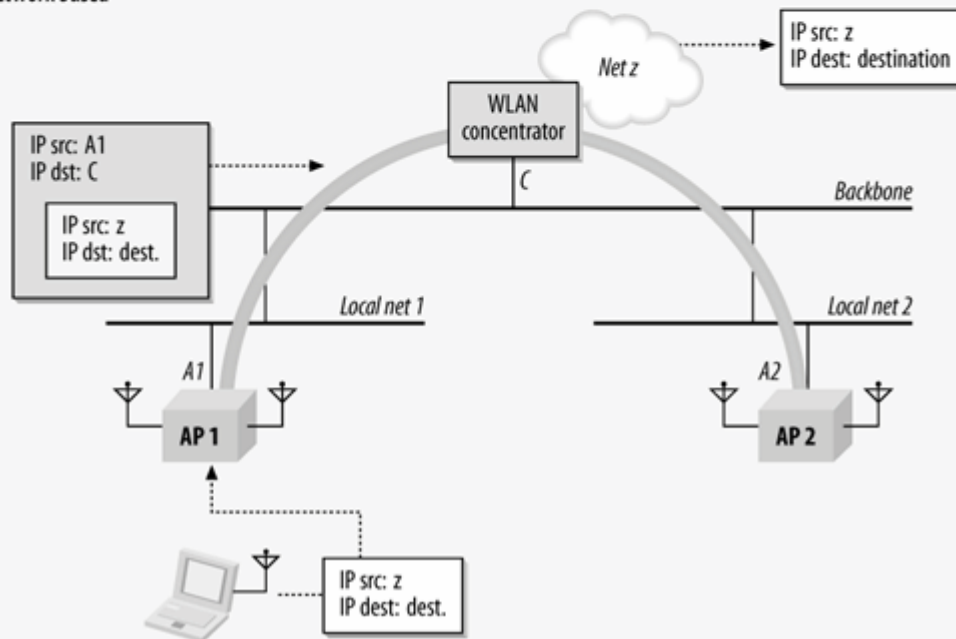 Net z
IP src: z
IP dest: destination
WLAN
concentrator
IP src: A1
IP dst: C
IP src: z
IP dst: dest.
C
Backbone
Local net 1
Local net 2
A1
A2
AP 1
AP 2
IP src: z
IP dest: dest.